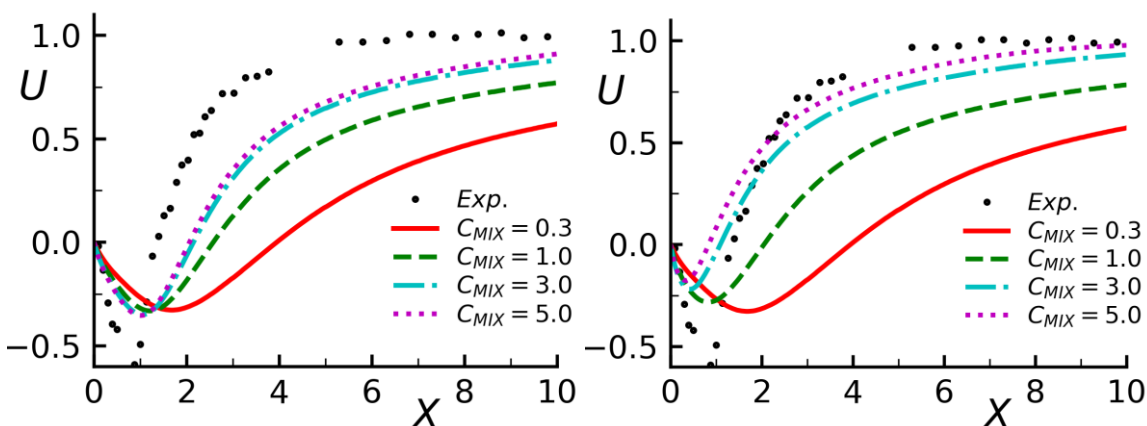 1.0
U
0.5
0.0
−0.5
Exp.
C_MIX = 0.3
C_MIX = 1.0
C_MIX = 3.0
C_MIX = 5.0
0 2 4 6 8 10
X
1.0
U
0.5
0.0
−0.5
Exp.
C_MIX = 0.3
C_MIX = 1.0
C_MIX = 3.0
C_MIX = 5.0
0 2 4 6 8 10
X